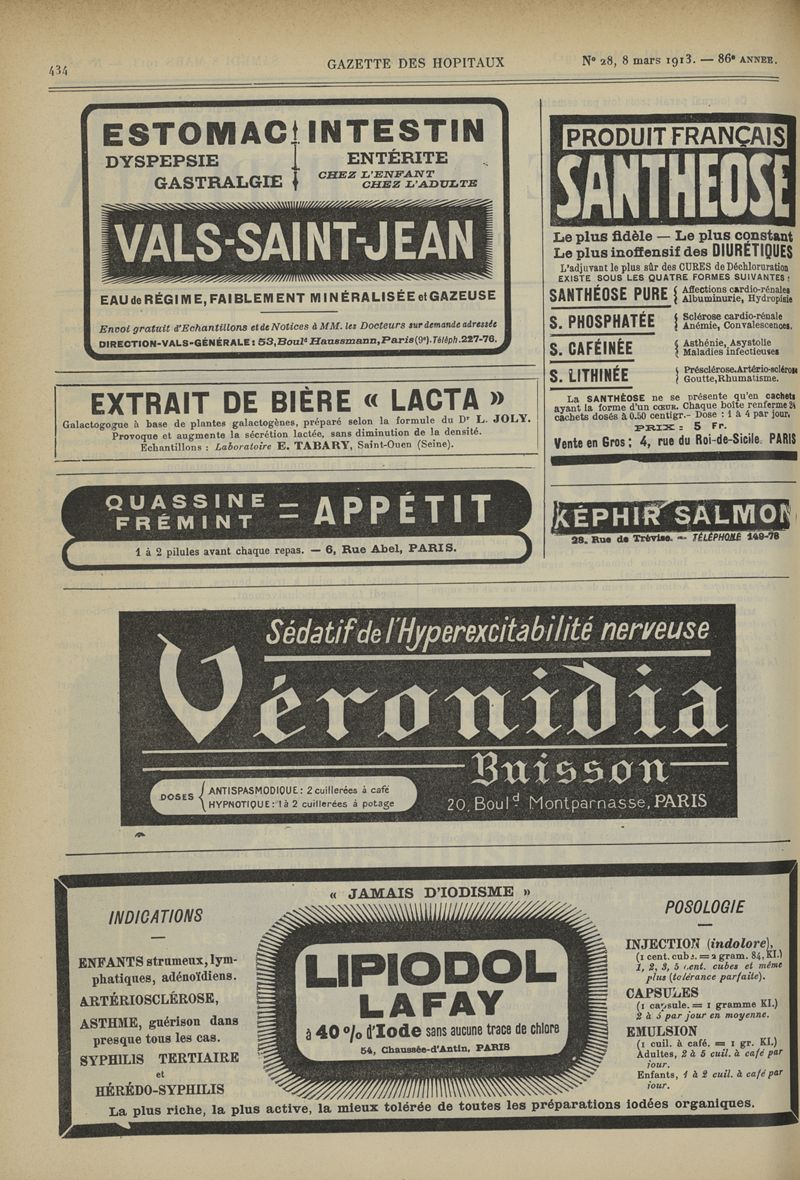 434
GAZETTE DES HOPITAUX
Nº 28, 8 mars 1913. — 86e ANNEE.
ESTOMAC INTESTIN
DYSPEPSIE
GASTRALGIE
ENTÉRITE
CHEZ L'ENFANT
CHEZ L'ADULTE
VALS-SAINT-JEAN
EAU de RÉGIME, FAIBLEMENT MINÉRALISÉE et GAZEUSE
Envoi gratuit d'Echantillons et de Notices à MM. les Docteurs sur demande adressée
DIRECTION-VALS-GÉNÉRALE: 53, Boulᵈ Haussmann, Paris (9ᵉ). Téléph. 227-76.
EXTRAIT DE BIÈRE « LACTA »
Galactogogue à base de plantes galactogènes, préparé selon la formule du Dʳ L. JOLY.
Provoque et augmente la sécrétion lactée, sans diminution de la densité.
Échantillons : Laboratoire E. TABARY, Saint-Ouen (Seine).
QUASSINE
FRÉMINT
= APPÉTIT
1 à 2 pilules avant chaque repas. — 6, Rue Abel, PARIS.
PRODUIT FRANÇAIS
SANTHEOSE
Le plus fidèle — Le plus constant
Le plus inoffensif des DIURÉTIQUES
L'adjuvant le plus sûr des CURES de Déchloruration
EXISTE SOUS LES QUATRE FORMES SUIVANTES :
SANTHÉOSE PURE { Affections cardio-rénales
Albuminurie, Hydropisie
S. PHOSPHATÉE { Sclérose cardio-rénale
Anémie, Convalescences.
S. CAFÉINÉE { Asthénie, Asystolie
Maladies infectieuses
S. LITHINÉE { Présclérose. Artério-sclérose
Goutte, Rhumatisme.
La SANTHÉOSE ne se présente qu'en cachets
ayant la forme d'un cœur. Chaque boîte renferme 24
cachets dosés à 0.50 centigr. — Dose : 1 à 4 par jour.
PRIX : 5 Fr.
Vente en Gros : 4, rue du Roi-de-Sicile. PARIS
KÉPHIR SALMON
28, Rue de Trévise. — TÉLÉPHONE 149-78
Sédatif de l'Hyperexcitabilité nerveuse
Véronidia
Buisson
DOSES { ANTISPASMODIQUE : 2 cuillerées à café
HYPNOTIQUE : 1 à 2 cuillerées à potage
20, Boulᵈ Montparnasse, PARIS
« JAMAIS D'IODISME »
INDICATIONS
ENFANTS strumeux, lym-
phatiques, adénoïdiens.
ARTÉRIOSCLÉROSE,
ASTHME, guérison dans
presque tous les cas.
SYPHILIS TERTIAIRE
et
HÉRÉDO-SYPHILIS
LIPIODOL
LAFAY
à 40 % d'Iode sans aucune trace de chlore
54, Chaussée-d'Antin, PARIS
POSOLOGIE
INJECTION (indolore),
(1 cent. cube. = 2 gram. 84, KI.)
1, 2, 3, 5 cent. cubes et même
plus (tolérance parfaite).
CAPSULES
(1 capsule. = 1 gramme KI.)
2 à 5 par jour en moyenne.
EMULSION
(1 cuil. à café. = 1 gr. KI.)
Adultes, 2 à 5 cuil. à café par
jour.
Enfants, 1 à 2 cuil. à café par
jour.
La plus riche, la plus active, la mieux tolérée de toutes les préparations iodées organiques.